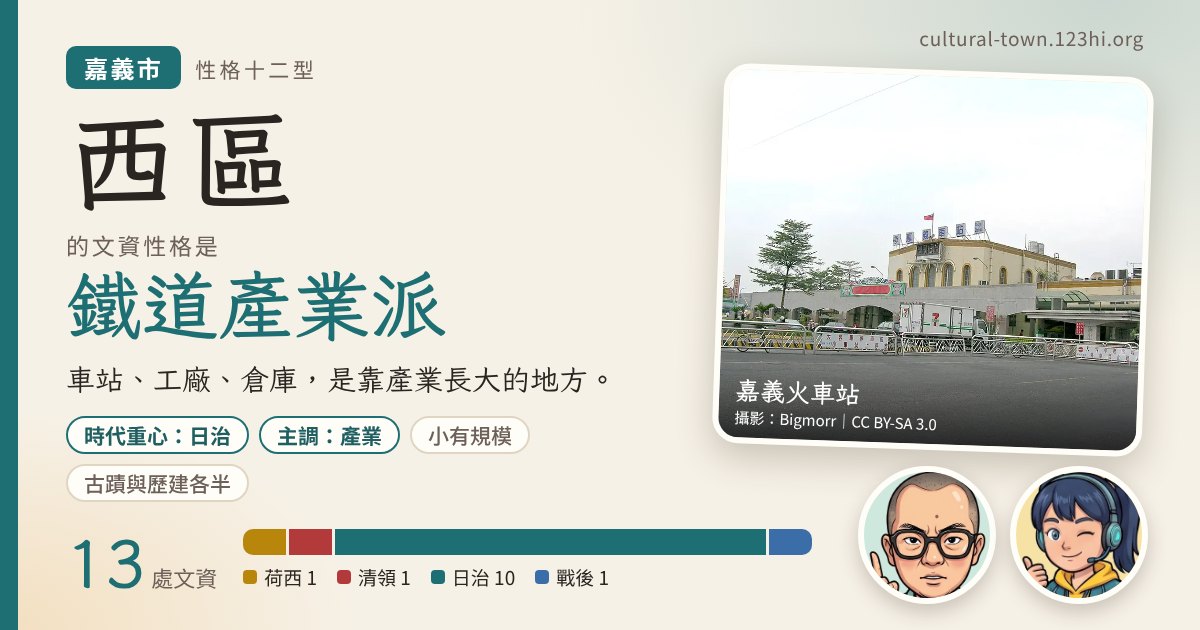 cultural-town.123hi.org
嘉義市 性格十二型
西區
的文資性格是
鐵道產業派
車站、工廠、倉庫，是靠產業長大的地方。
時代重心：日治 主調：產業 小有規模
古蹟與歷建各半
13 處文資
荷西 1 清領 1 日治 10 戰後 1
嘉義火車站
攝影：Bigmorr｜CC BY-SA 3.0